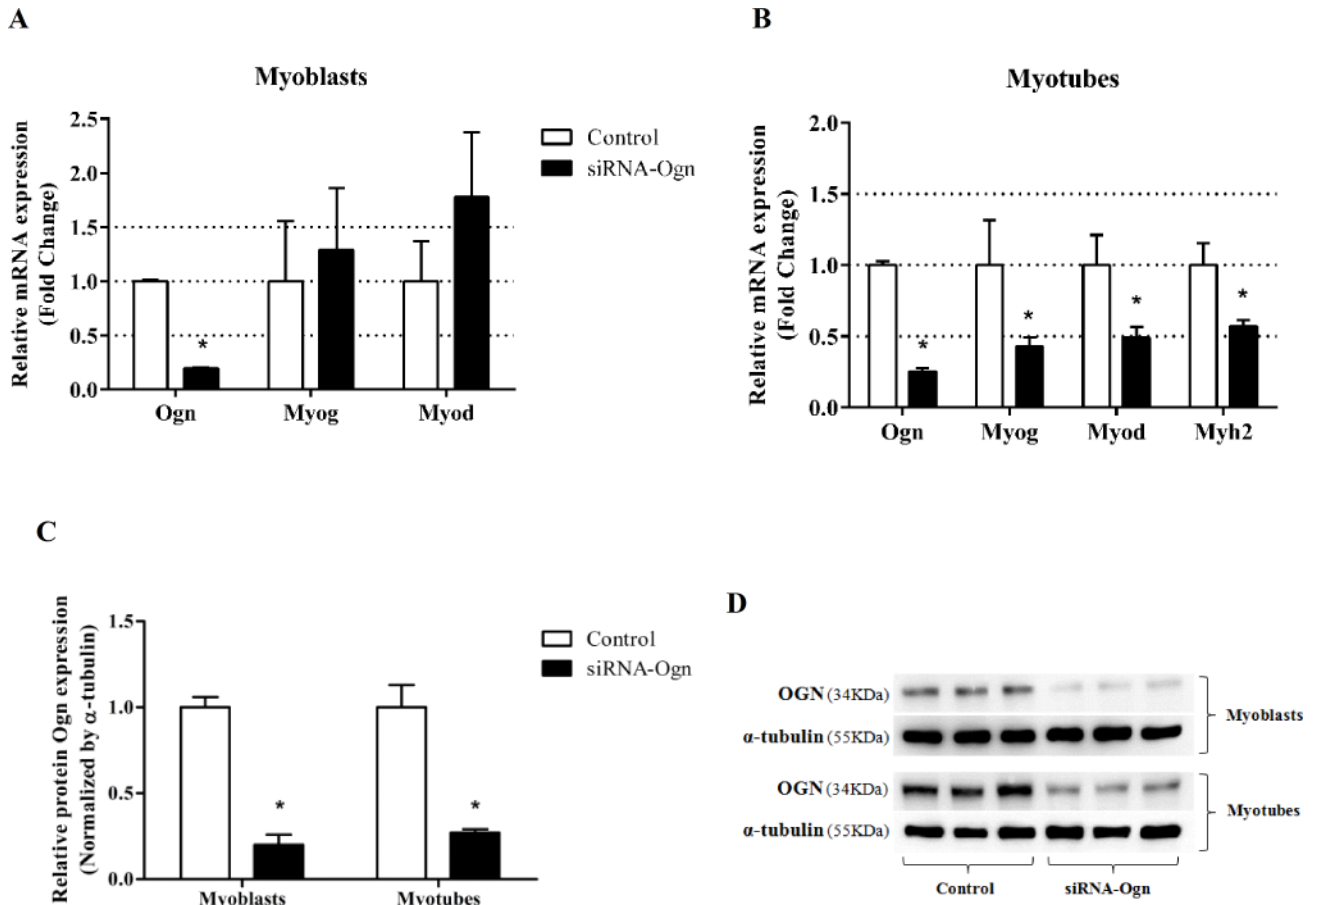 A
B
Myoblasts
Myotubes
Relative mRNA expression
(Fold Change)
2.5
2.0
1.5
1.0
0.5
0.0
*
Ogn
Myog
Myod
Control
siRNA-Ogn
Relative mRNA expression
(Fold Change)
2.0
1.5
1.0
0.5
0.0
*
*
*
*
Ogn
Myog
Myod
Myh2
C
D
Relative protein Ogn expression
(Normalized by α-tubulin)
1.5
1.0
0.5
0.0
*
*
Myoblasts
Myotubes
Control
siRNA-Ogn
OGN (34KDa)
α-tubulin (55KDa)
Myoblasts
OGN (34KDa)
α-tubulin (55KDa)
Myotubes
Control
siRNA-Ogn